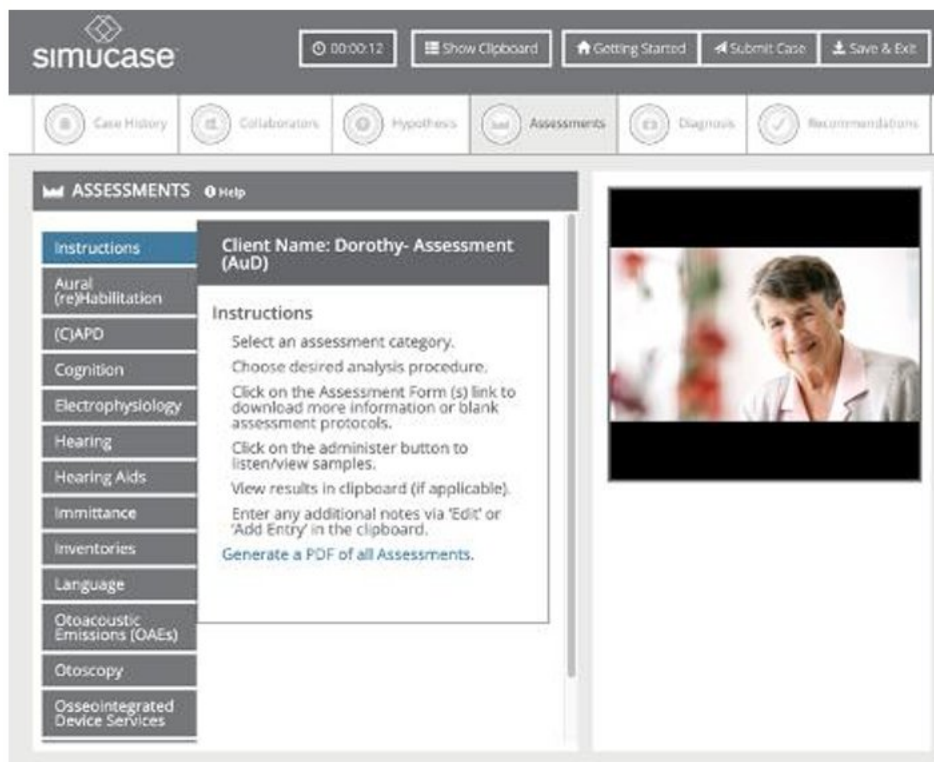 simucase
00:00:12
Show Clipboard
Getting Started
Submit Case
Save & Exit
Case History
Collaborators
Hypothesis
Assessments
Diagnosis
Recommendations
ASSESSMENTS Help
Instructions
Aural
(re)Habilitation
(C)APD
Cognition
Electrophysiology
Hearing
Hearing Aids
Immittance
Inventories
Language
Otoacoustic
Emissions (OAEs)
Otoscopy
Osseointegrated
Device Services
Client Name: Dorothy- Assessment
(AuD)
Instructions
Select an assessment category.
Choose desired analysis procedure.
Click on the Assessment Form (s) link to
download more information or blank
assessment protocols.
Click on the administer button to
listen/view samples.
View results in clipboard (if applicable).
Enter any additional notes via 'Edit' or
'Add Entry' in the clipboard.
Generate a PDF of all Assessments.